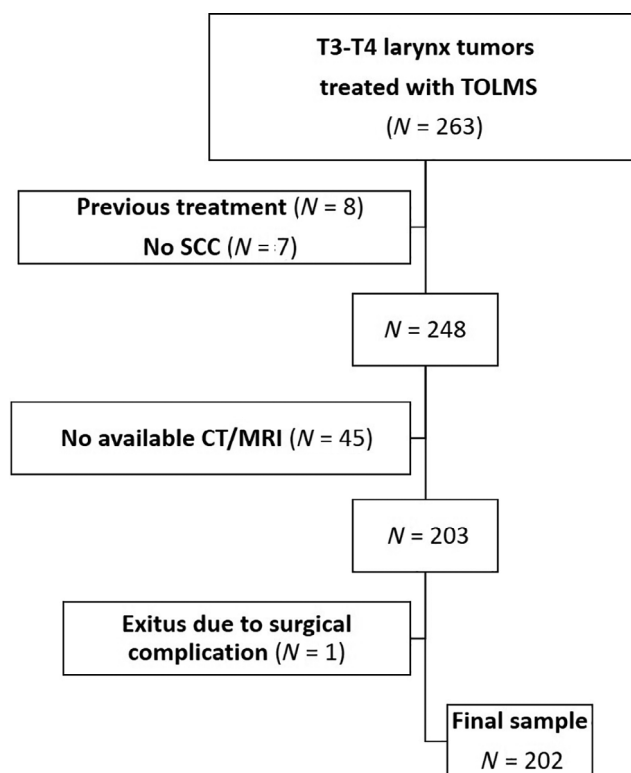 T3-T4 larynx tumors
treated with TOLMS
(N = 263)
Previous treatment (N = 8)
No SCC (N = 7)
N = 248
No available CT/MRI (N = 45)
N = 203
Exitus due to surgical
complication (N = 1)
Final sample
N = 202